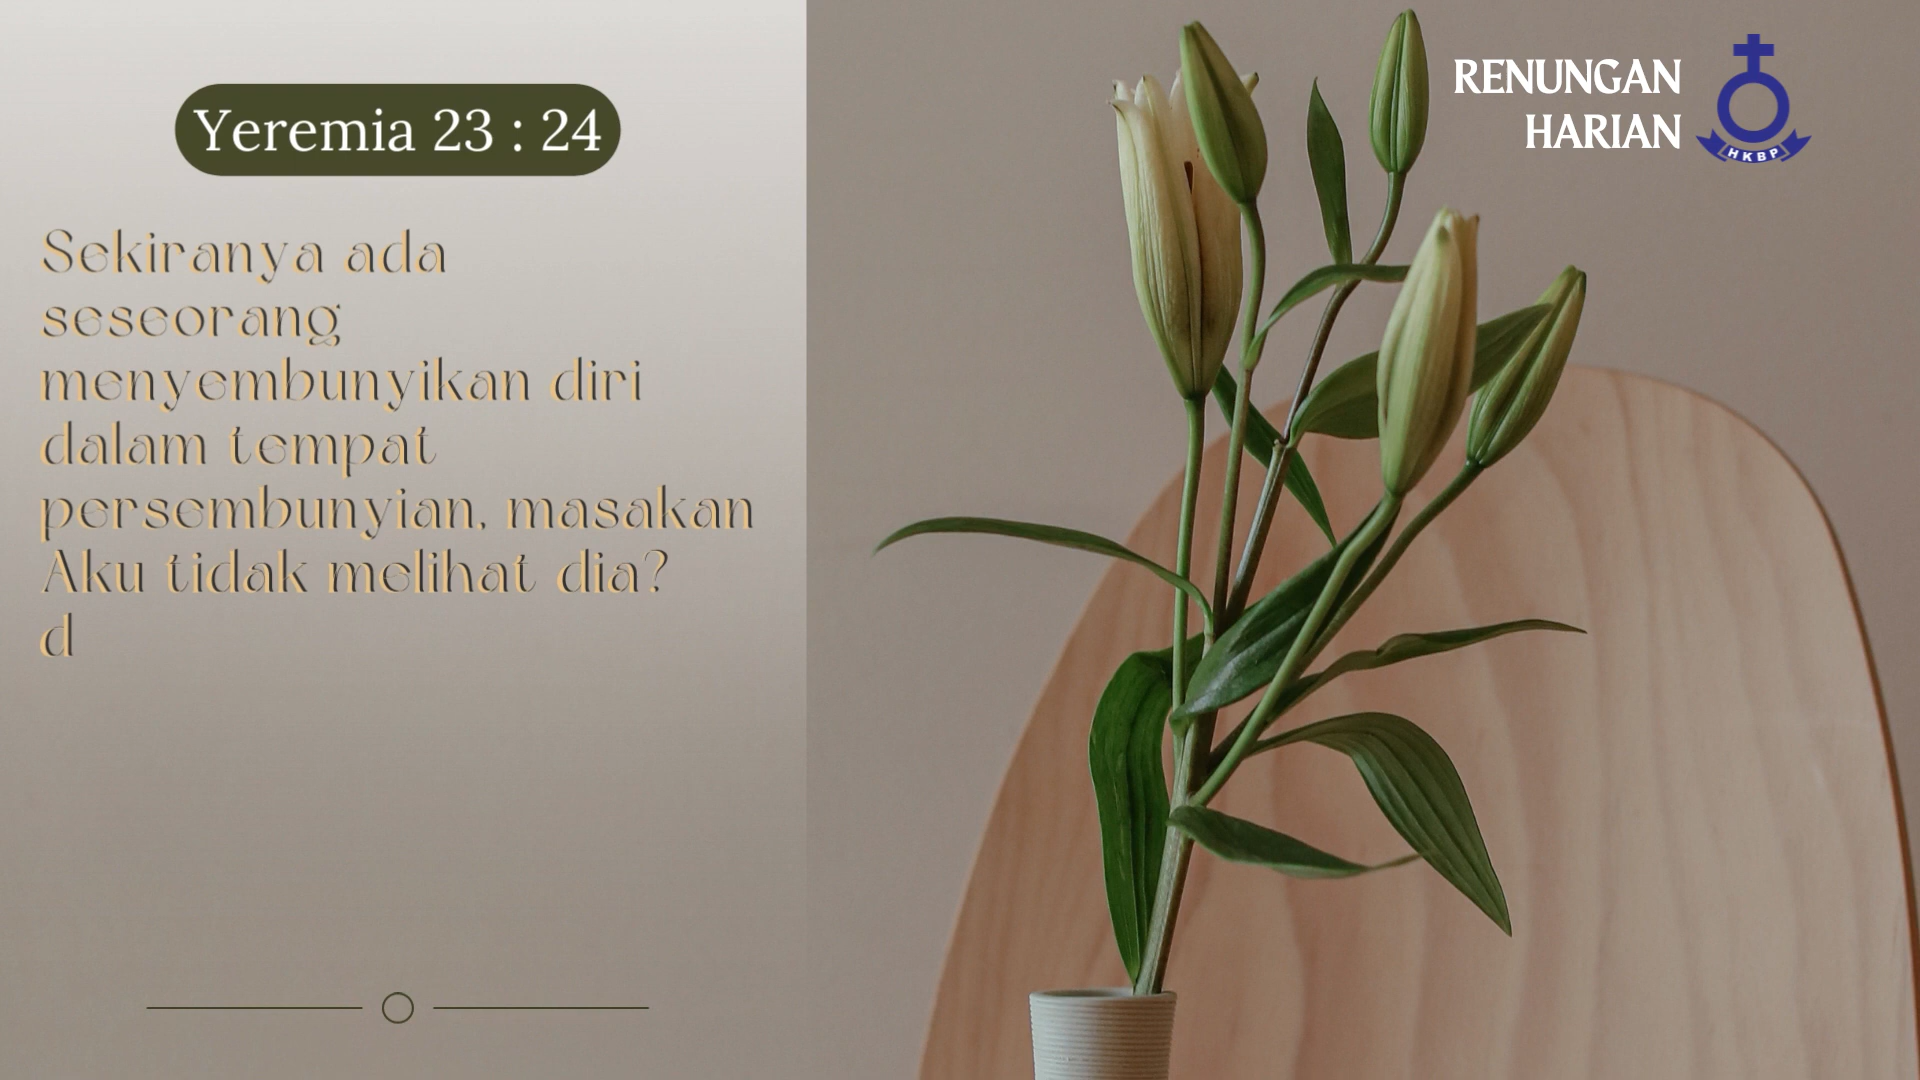 Yeremia 23 : 24
Sekiranya ada
seseorang
menyembunyikan diri
dalam tempat
persembunyian, masakan
Aku tidak melihat dia?
d
RENUNGAN
HARIAN
HKBP